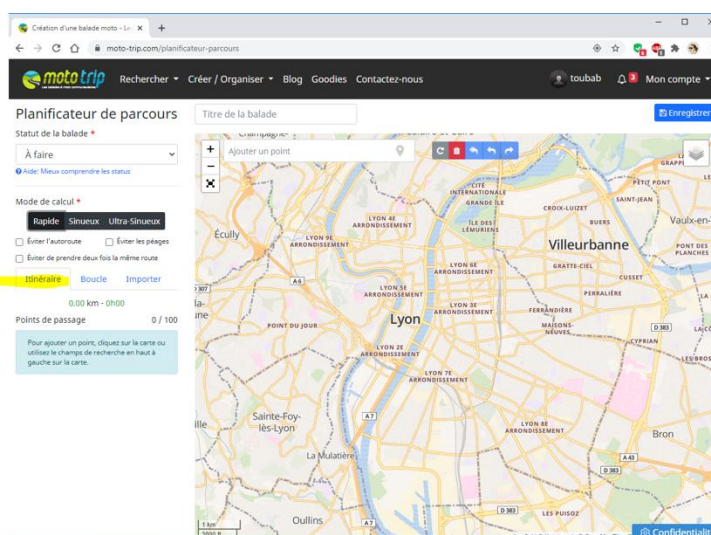 Création d'une balade moto - Le
moto-trip.com/planificateur-parcours
moto trip
Rechercher
Créer / Organiser
Blog
Goodies
Contactez-nous
toubab
3
Mon compte
Planificateur de parcours
Titre de la balade
Enregistrer
Statut de la balade *
À faire
Aide: Mieux comprendre les status
Mode de calcul *
Rapide
Sinueux
Ultra-Sinueux
Éviter l'autoroute
Éviter les péages
Éviter de prendre deux fois la même route
Itinéraire
Boucle
Importer
0.00 km - 0h00
Points de passage
0 / 100
Pour ajouter un point, cliquez sur la carte ou
utilisez le champs de recherche en haut à
gauche sur la carte.
+
Ajouter un point
−
CITÉ
INTERNATIONALE
GRANDE ÎLE
PETIT PONT
SAINT-JEAN
CROIX-LUIZET
LYON 4E
ARRONDISSEMENT
ÎLE DES
LÉMURIENS
BUERS
Vaulx-en-
Écully
LYON 9E
ARRONDISSEMENT
Villeurbanne
PONT DES
PLANCHES
LYON 6E
ARRONDISSEMENT
GRATTE-CIEL
CUSSET
A6
LYON 5E
ARRONDISSEMENT
PERRALIÈRE
LYON 3E
ARRONDISSEMENT
FERRANDIÈRE
POINT DU JOUR
Lyon
MAISONS-
NEUVES
D 383
CYPRIAN
LYON 2E
ARRONDISSEMENT
LES BROS
LYON 7E
ARRONDISSEMENT
Sainte-Foy-
lès-Lyon
A 7
LYON 8E
ARRONDISSEMENT
Bron
La Mulatière
A 43
D 383
D 383
LES PUISOZ
Oullins
A 7
1 km
Confidentialit